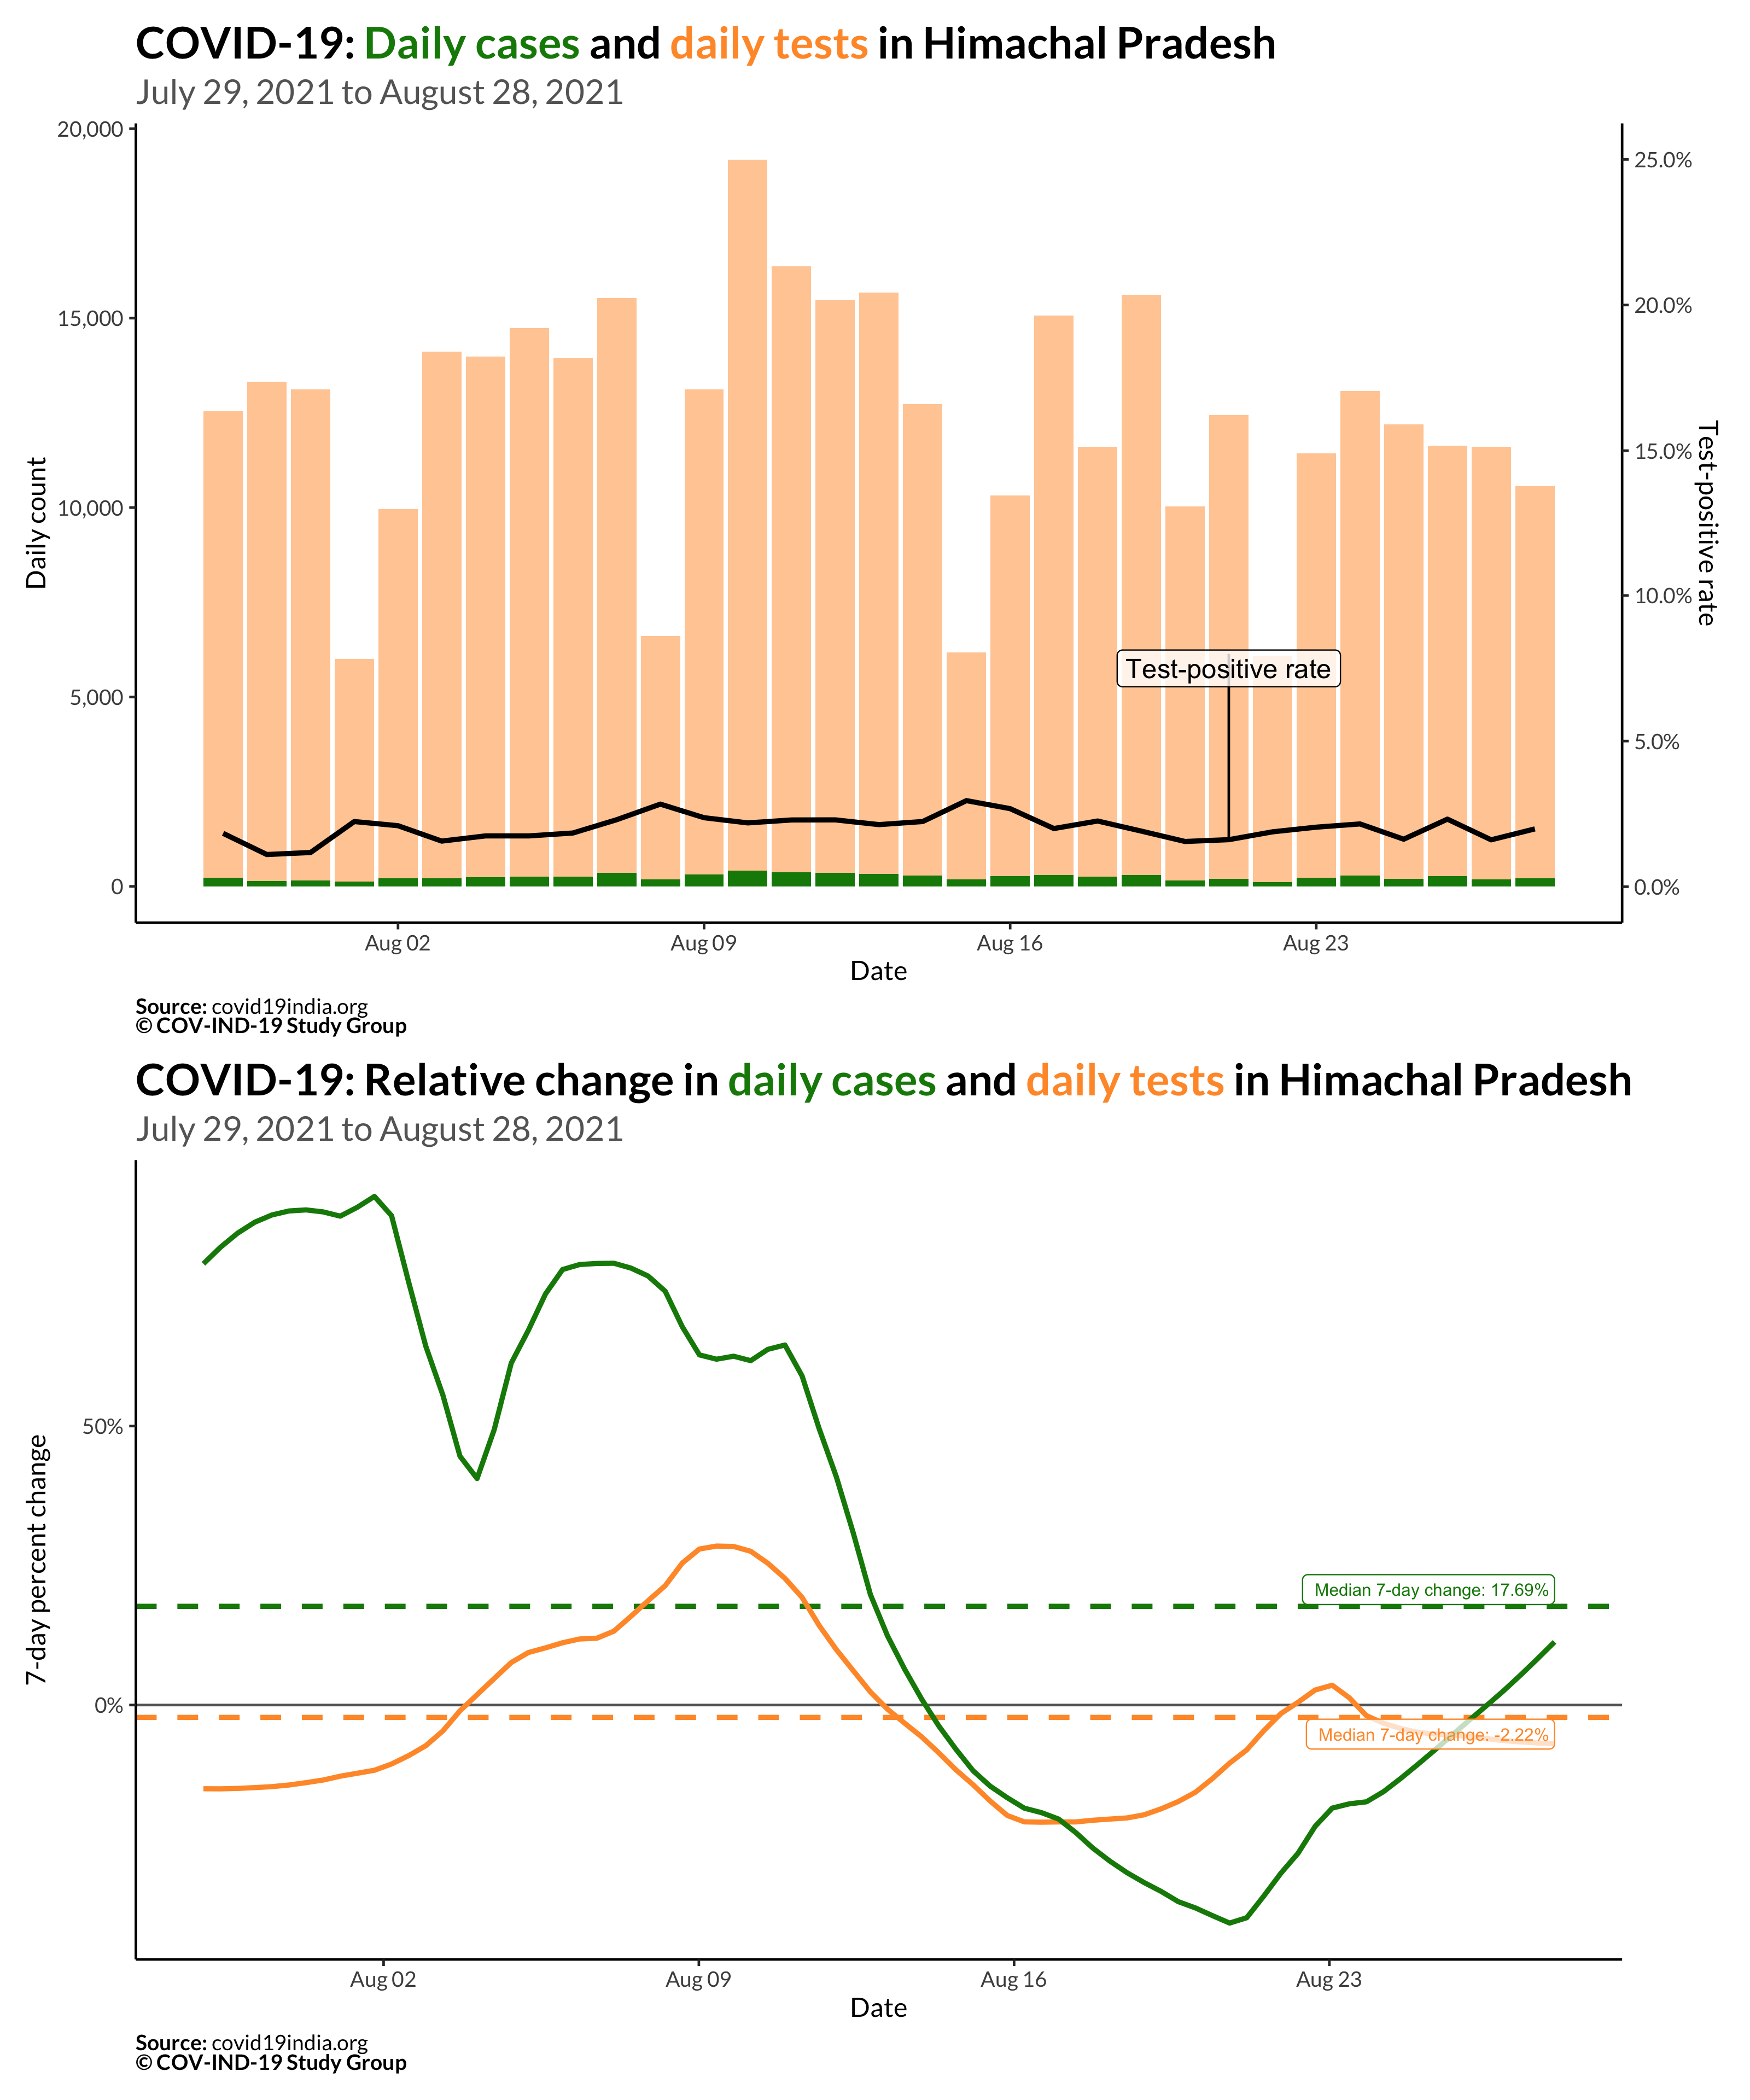 COVID-19: Daily cases and daily tests in Himachal Pradesh
July 29, 2021 to August 28, 2021
20,000
15,000
10,000
5,000
0
Daily count
25.0%
20.0%
15.0%
10.0%
5.0%
0.0%
Test-positive rate
Test-positive rate
Aug 02
Aug 09
Aug 16
Aug 23
Date
Source: covid19india.org
© COV-IND-19 Study Group
COVID-19: Relative change in daily cases and daily tests in Himachal Pradesh
July 29, 2021 to August 28, 2021
50%
0%
7-day percent change
Median 7-day change: 17.69%
Median 7-day change: -2.22%
Aug 02
Aug 09
Aug 16
Aug 23
Date
Source: covid19india.org
© COV-IND-19 Study Group